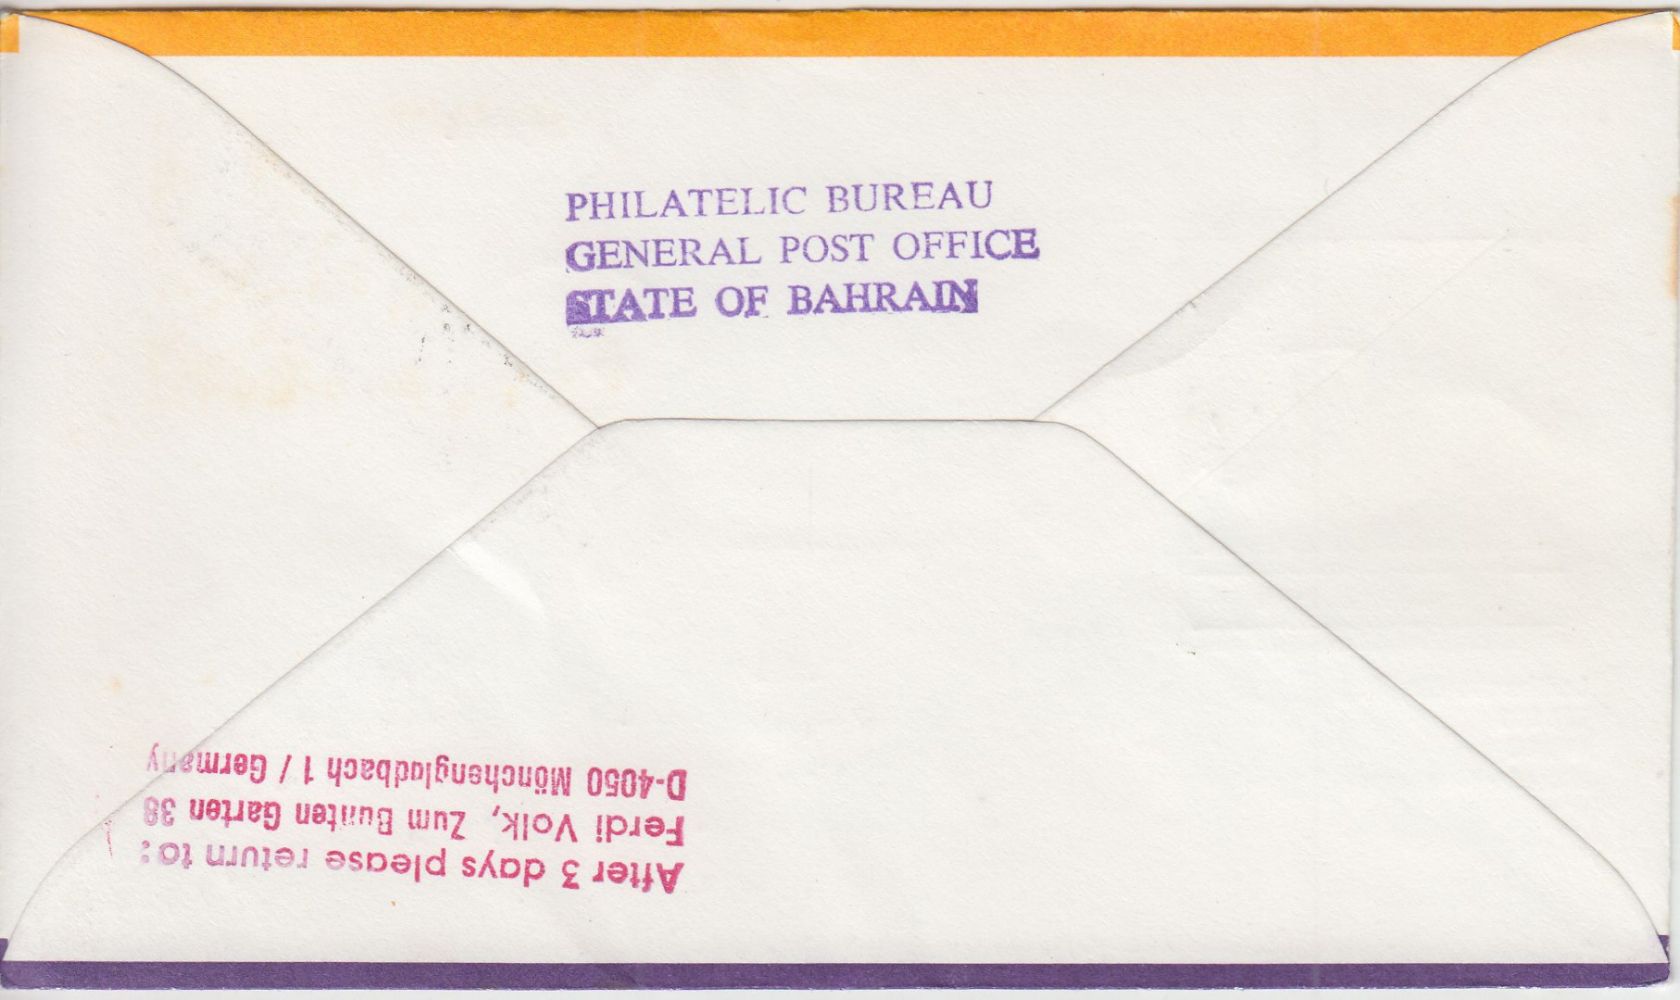 PHILATELIC BUREAU
GENERAL POST OFFICE
STATE OF BAHRAIN
After 3 days please return to:
Ferdi Volk, Zum Bunten Garten 38
D-4050 Mönchengladbach 1 / Germany